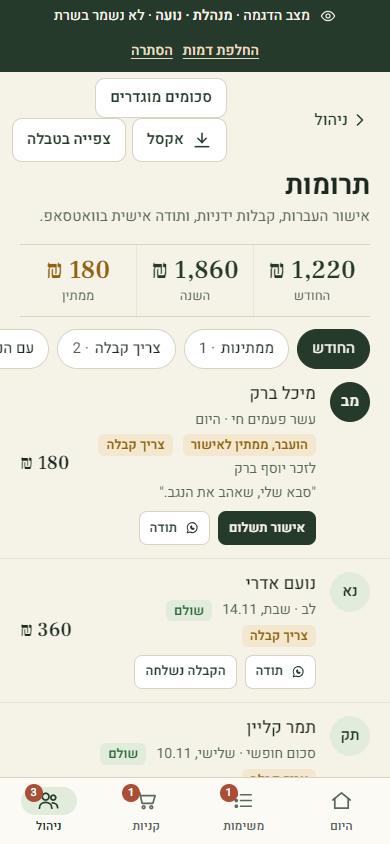 מצב הדגמה · מנהלת · נועה · לא נשמר בשרת
החלפת דמות הסתרה
ניהול
סכומים מוגדרים
אקסל
צפייה בטבלה
תרומות
אישור העברות, קבלות ידניות, ותודה אישית בוואטסאפ.
1,220 ₪ 1,860 ₪ 180 ₪
החודש השנה ממתין
החודש ממתינות · 1 צריך קבלה · 2 עם
מב
מיכל ברק
עשר פעמים חי · היום
הועבר, ממתין לאישור צריך קבלה
180 ₪
לזכר יוסף ברק
"סבא שלי, שאהב את הנגב."
אישור תשלום תודה
נא
נועם אדרי
לב · שבת, 14.11 שולם
צריך קבלה
360 ₪
תודה הקבלה נשלחה
תק
תמר קליין
סכום חופשי · שלישי, 10.11 שולם
היום
משימות 1
קניות 1
ניהול 3